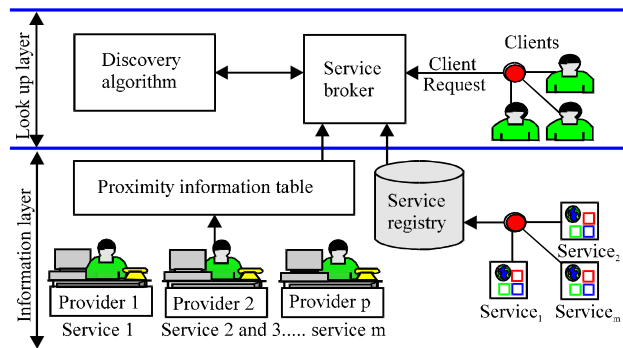 Look up layer
Discovery
algorithm
Service
broker
Client
Request
Clients
Information layer
Proximity information table
Service
registry
Provider 1
Provider 2
Provider p
Service 1
Service 2 and 3..... service m
Service₂
Service₁
Serviceₘ